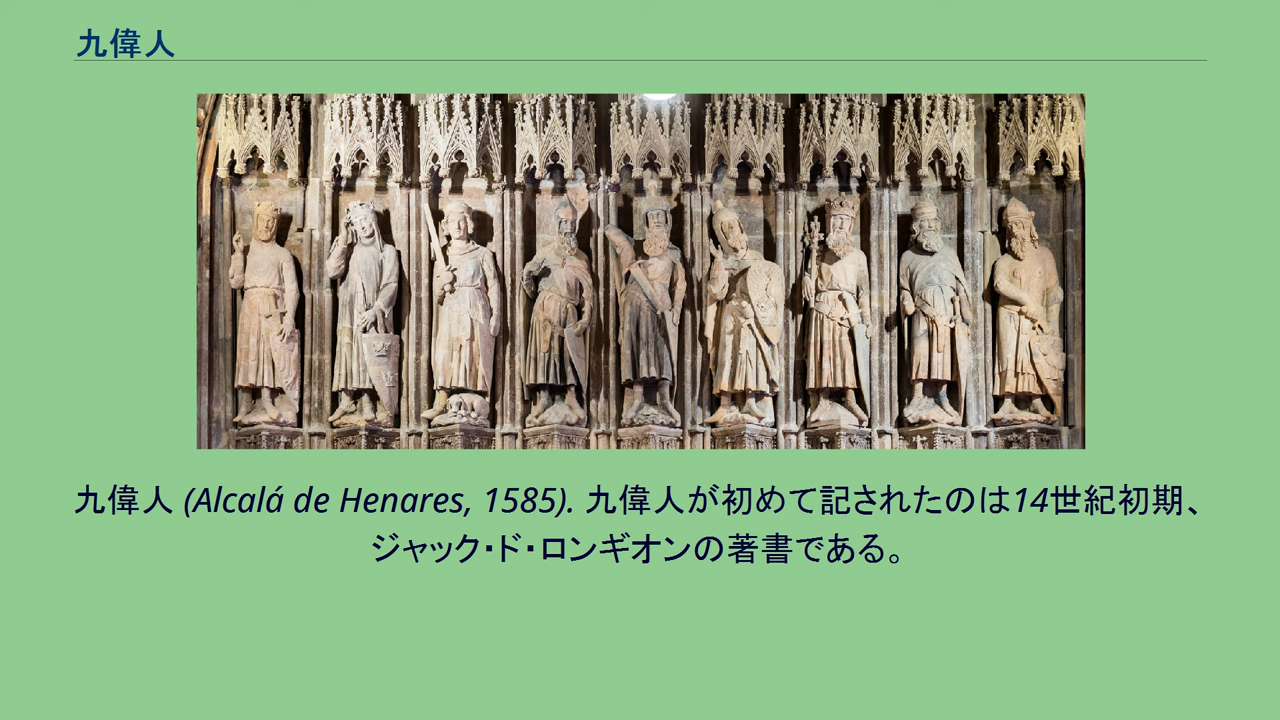 九偉人
九偉人 (Alcalá de Henares, 1585). 九偉人が初めて記されたのは14世紀初期、
ジャック・ド・ロンギオンの著書である。